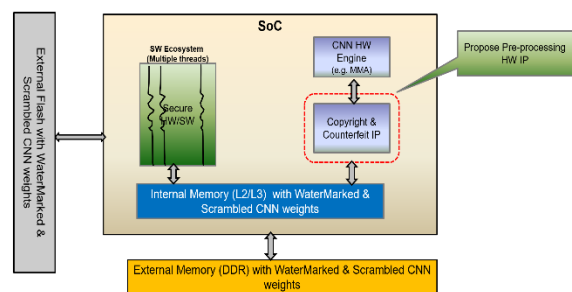 SoC
External Flash with WaterMarked &
Scrambled CNN weights
SW Ecosystem
(Multiple threads)
Secure
HW/SW
CNN HW
Engine
(e.g. MMA)
Propose Pre-processing
HW IP
Copyright &
Counterfeit IP
Internal Memory (L2/L3) with WaterMarked &
Scrambled CNN weights
External Memory (DDR) with WaterMarked & Scrambled CNN
weights